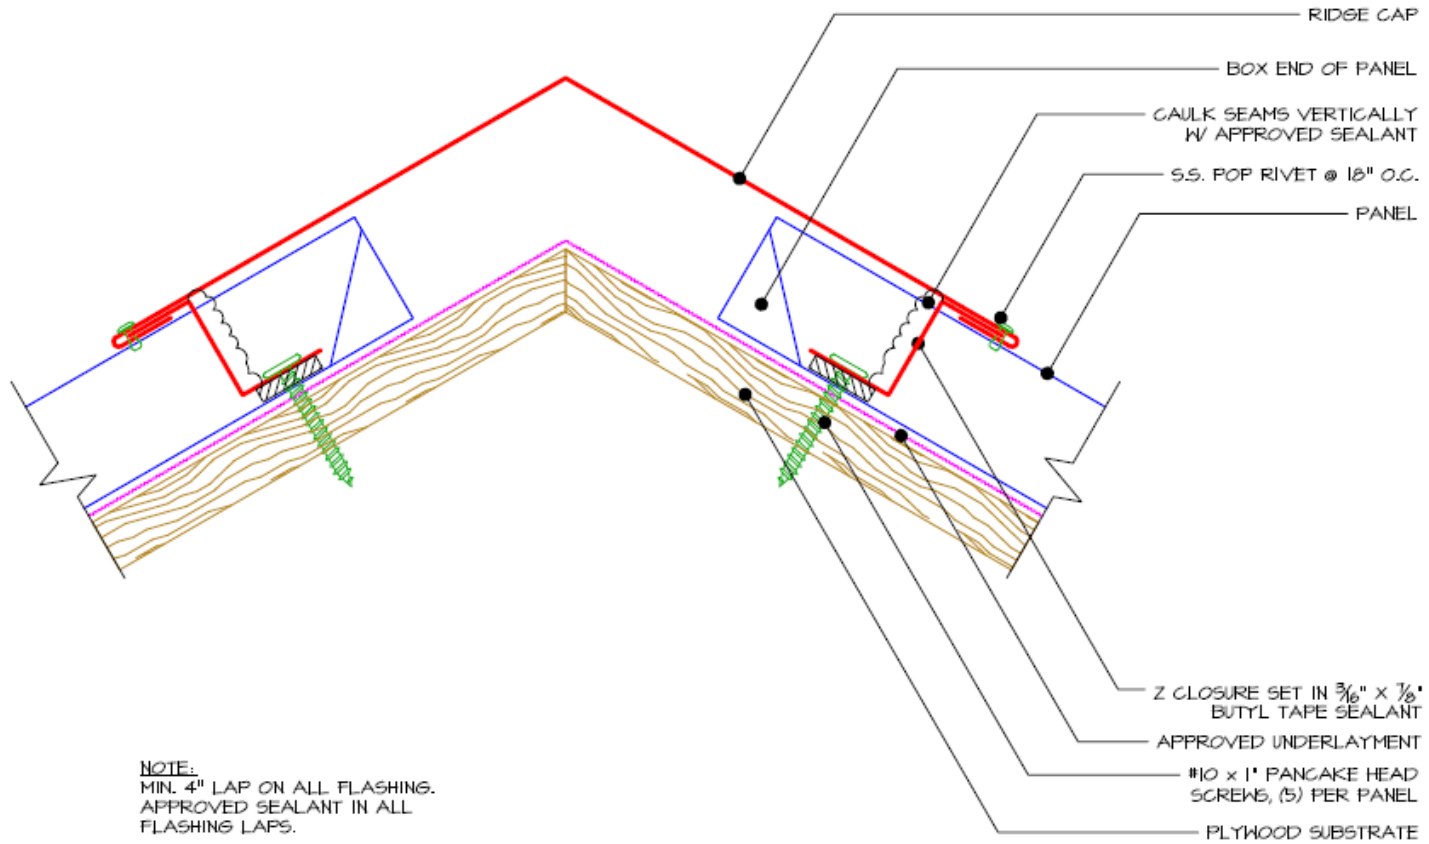 RIDGE CAP
BOX END OF PANEL
CAULK SEAMS VERTICALLY
W/ APPROVED SEALANT
S.S. POP RIVET @ 18" O.C.
PANEL
Z CLOSURE SET IN 3/16" X 7/8"
BUTYL TAPE SEALANT
APPROVED UNDERLAYMENT
#10 x 1" PANCAKE HEAD
SCREWS, (5) PER PANEL
PLYWOOD SUBSTRATE
NOTE:
MIN. 4" LAP ON ALL FLASHING.
APPROVED SEALANT IN ALL
FLASHING LAPS.